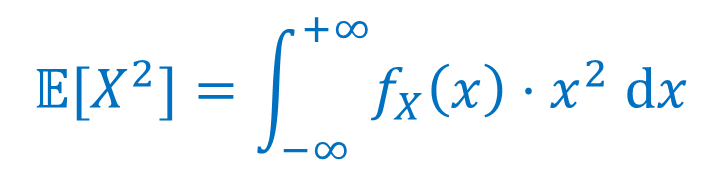 𝔼[X²] = ∫_{−∞}^{+∞} f_X(x) · x² dx